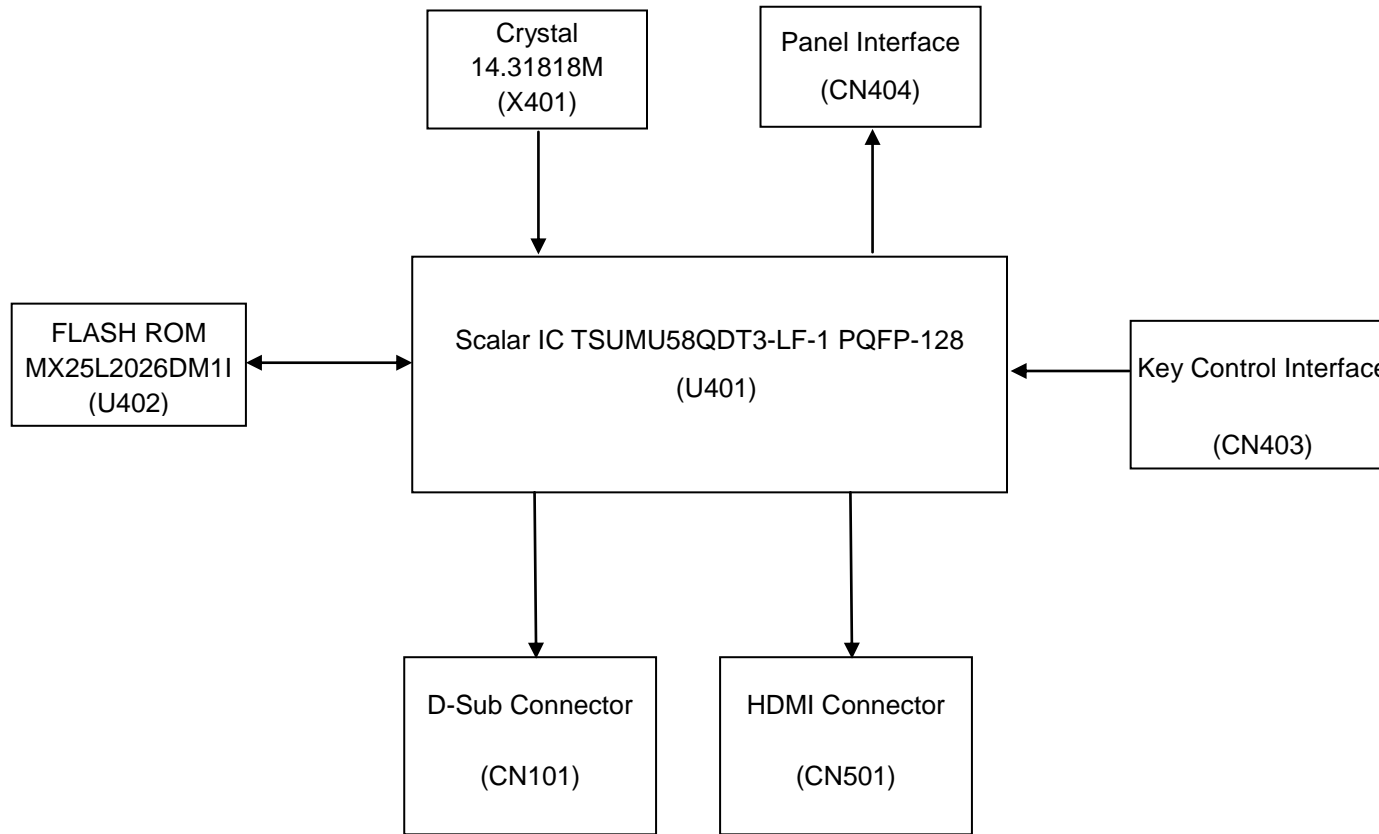 Crystal
14.31818M
(X401)
Panel Interface
(CN404)
FLASH ROM
MX25L2026DM1I
(U402)
Scalar IC TSUMU58QDT3-LF-1 PQFP-128
(U401)
Key Control Interface
(CN403)
D-Sub Connector
(CN101)
HDMI Connector
(CN501)